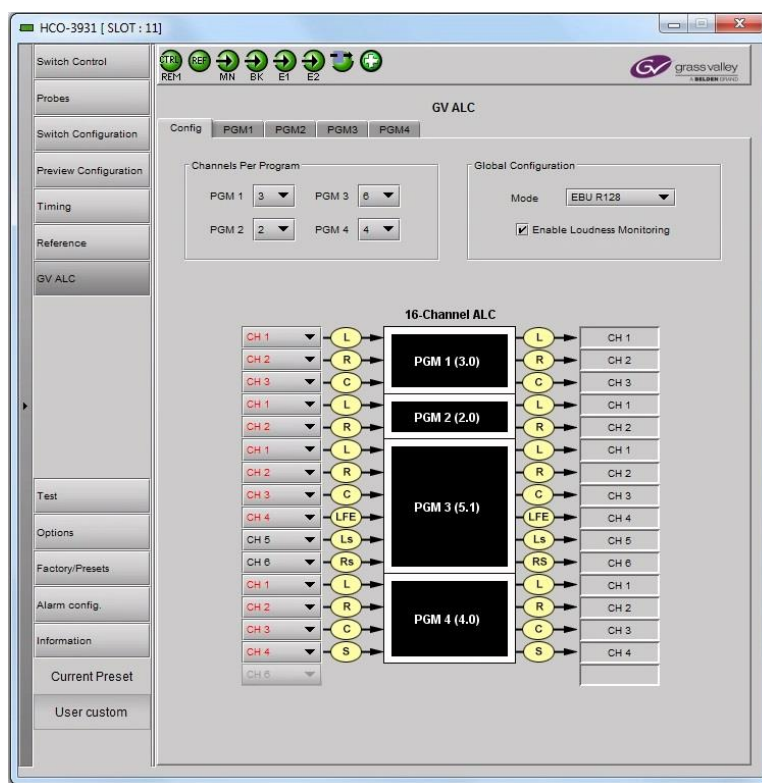 HCO-3931 [ SLOT : 11]
Switch Control
Probes
Switch Configuration
Preview Configuration
Timing
Reference
GV ALC
Test
Options
Factory/Presets
Alarm config.
Information
Current Preset
User custom
CTRL REF
REM MN BK E1 E2
GV grass valley
A BELDEN BRAND
GV ALC
Config PGM1 PGM2 PGM3 PGM4
Channels Per Program
PGM 1 3 PGM 3 6
PGM 2 2 PGM 4 4
Global Configuration
Mode EBU R128
Enable Loudness Monitoring
16-Channel ALC
CH 1 L PGM 1 (3.0) L CH 1
CH 2 R R CH 2
CH 3 C C CH 3
CH 1 L PGM 2 (2.0) L CH 1
CH 2 R R CH 2
CH 1 L PGM 3 (5.1) L CH 1
CH 2 R R CH 2
CH 3 C C CH 3
CH 4 LFE LFE CH 4
CH 5 Ls Ls CH 5
CH 6 Rs RS CH 6
CH 1 L PGM 4 (4.0) L CH 1
CH 2 R R CH 2
CH 3 C C CH 3
CH 4 S S CH 4
CH 6